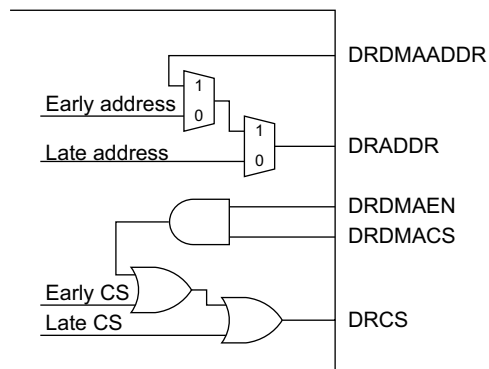 DRDMAADDR
1
Early address
0
1
Late address
0
DRADDR
DRDMAEN
DRDMACS
Early CS
Late CS
DRCS